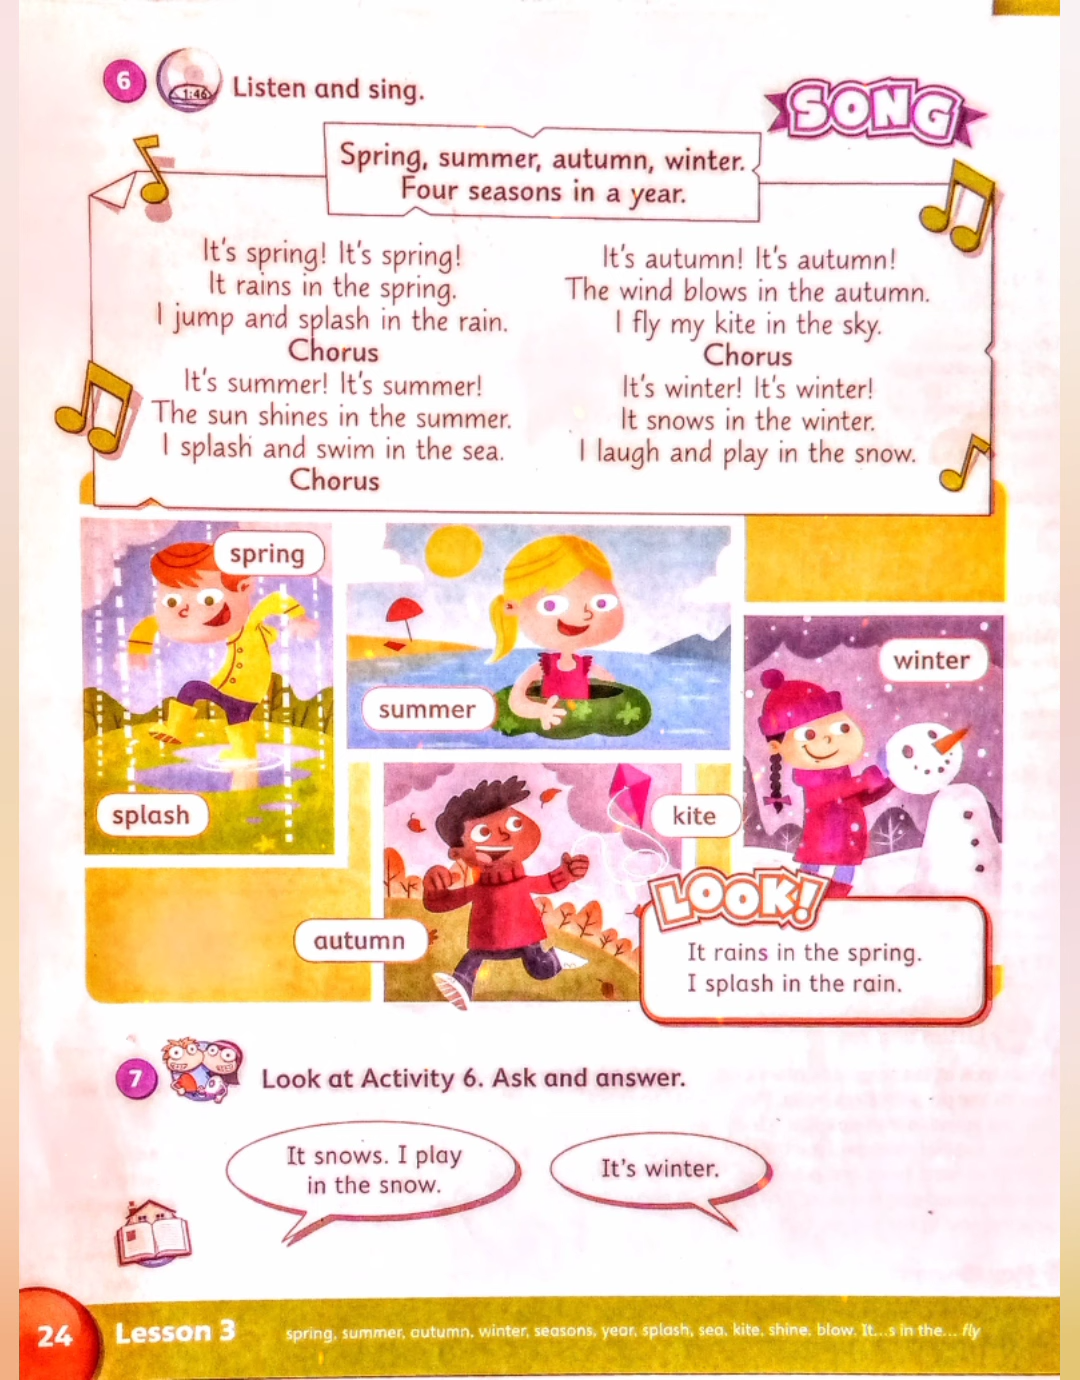 6
1:46
Listen and sing.
SONG
Spring, summer, autumn, winter.
Four seasons in a year.
It's spring! It's spring!
It rains in the spring.
I jump and splash in the rain.
Chorus
It's summer! It's summer!
The sun shines in the summer.
I splash and swim in the sea.
Chorus
It's autumn! It's autumn!
The wind blows in the autumn.
I fly my kite in the sky.
Chorus
It's winter! It's winter!
It snows in the winter.
I laugh and play in the snow.
spring
splash
summer
winter
kite
autumn
LOOK!
It rains in the spring.
I splash in the rain.
7
Look at Activity 6. Ask and answer.
It snows. I play
in the snow.
It's winter.
24
Lesson 3
spring, summer, autumn, winter, seasons, year, splash, sea, kite, shine, blow. It...s in the... fly